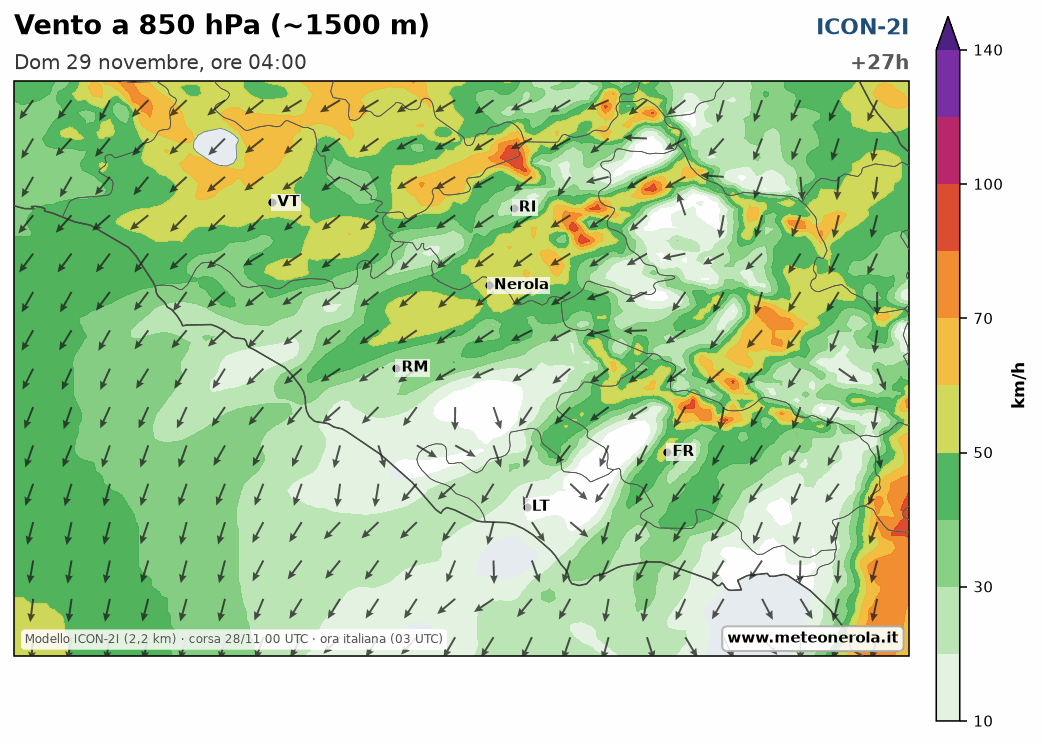 Vento a 850 hPa (~1500 m)
ICON-2I
Dom 29 novembre, ore 04:00
+27h
140
100
70
50
30
10
km/h
VT
RI
Nerola
RM
FR
LT
Modello ICON-2I (2,2 km) · corsa 28/11 00 UTC · ora italiana (03 UTC)
www.meteonerola.it